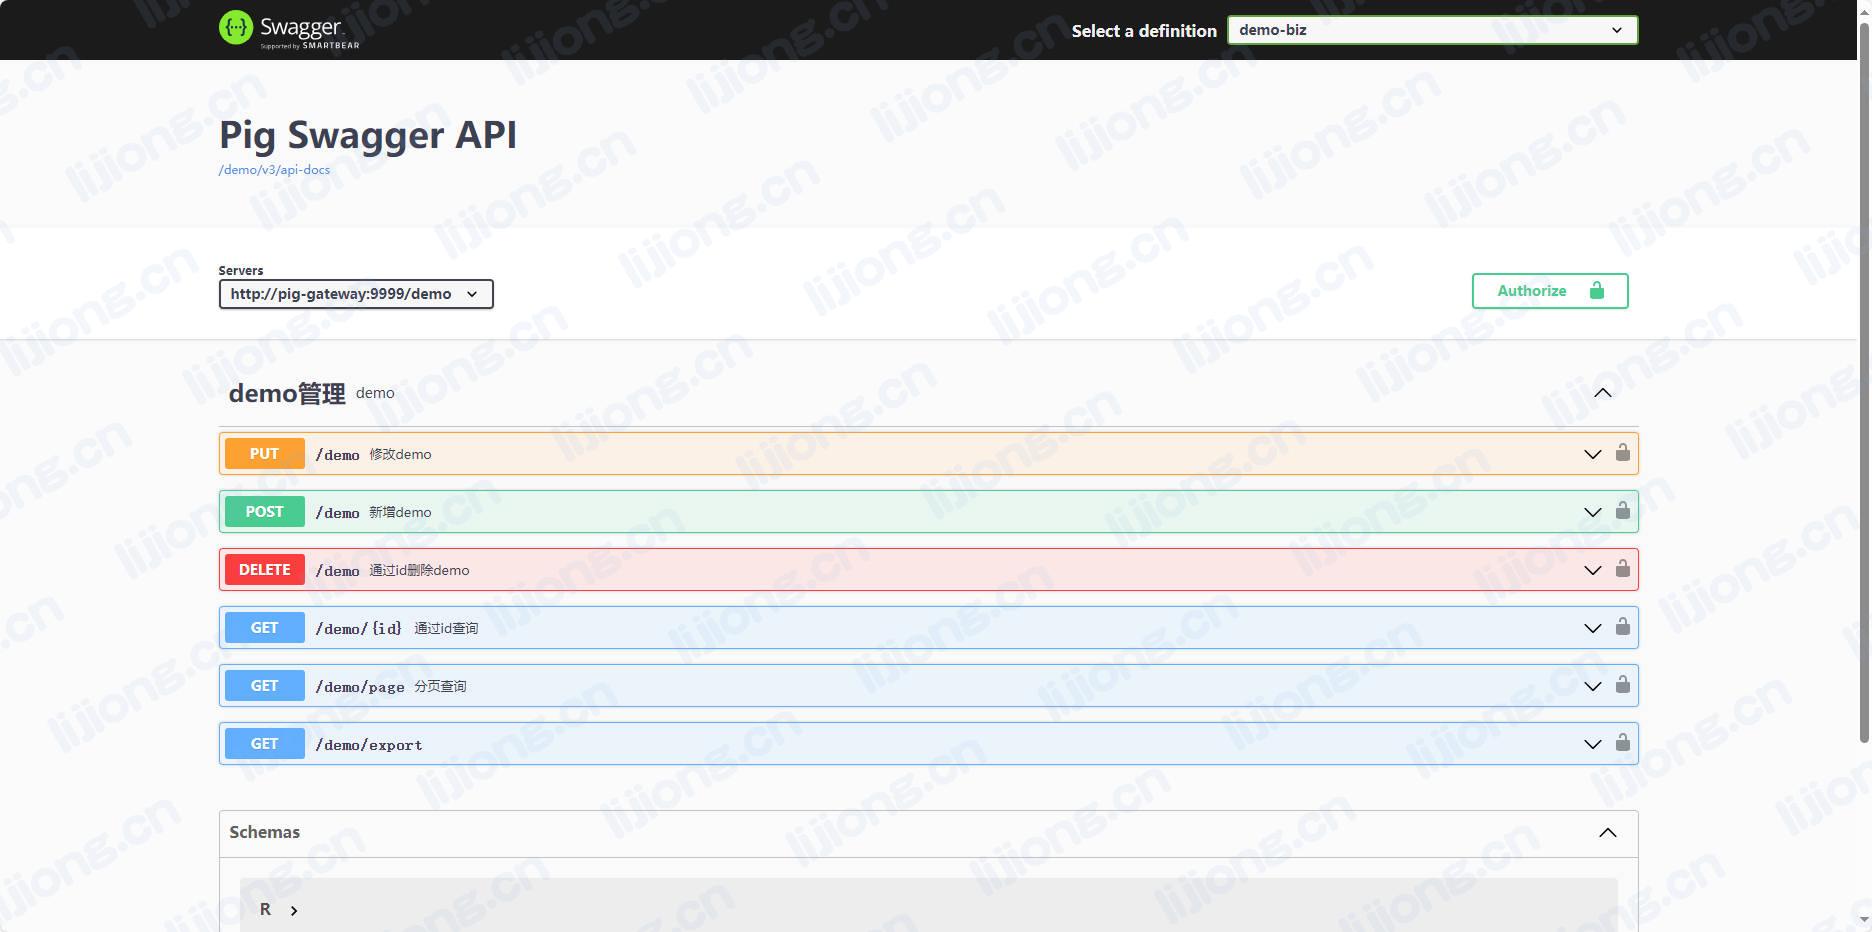 Swagger
Supported by SMARTBEAR
Select a definition
demo-biz
Pig Swagger API
/demo/v3/api-docs
Servers
http://pig-gateway:9999/demo
Authorize
demo管理 demo
PUT /demo 修改demo
POST /demo 新增demo
DELETE /demo 通过id删除demo
GET /demo/{id} 通过id查询
GET /demo/page 分页查询
GET /demo/export
Schemas
R
lijiong.cn